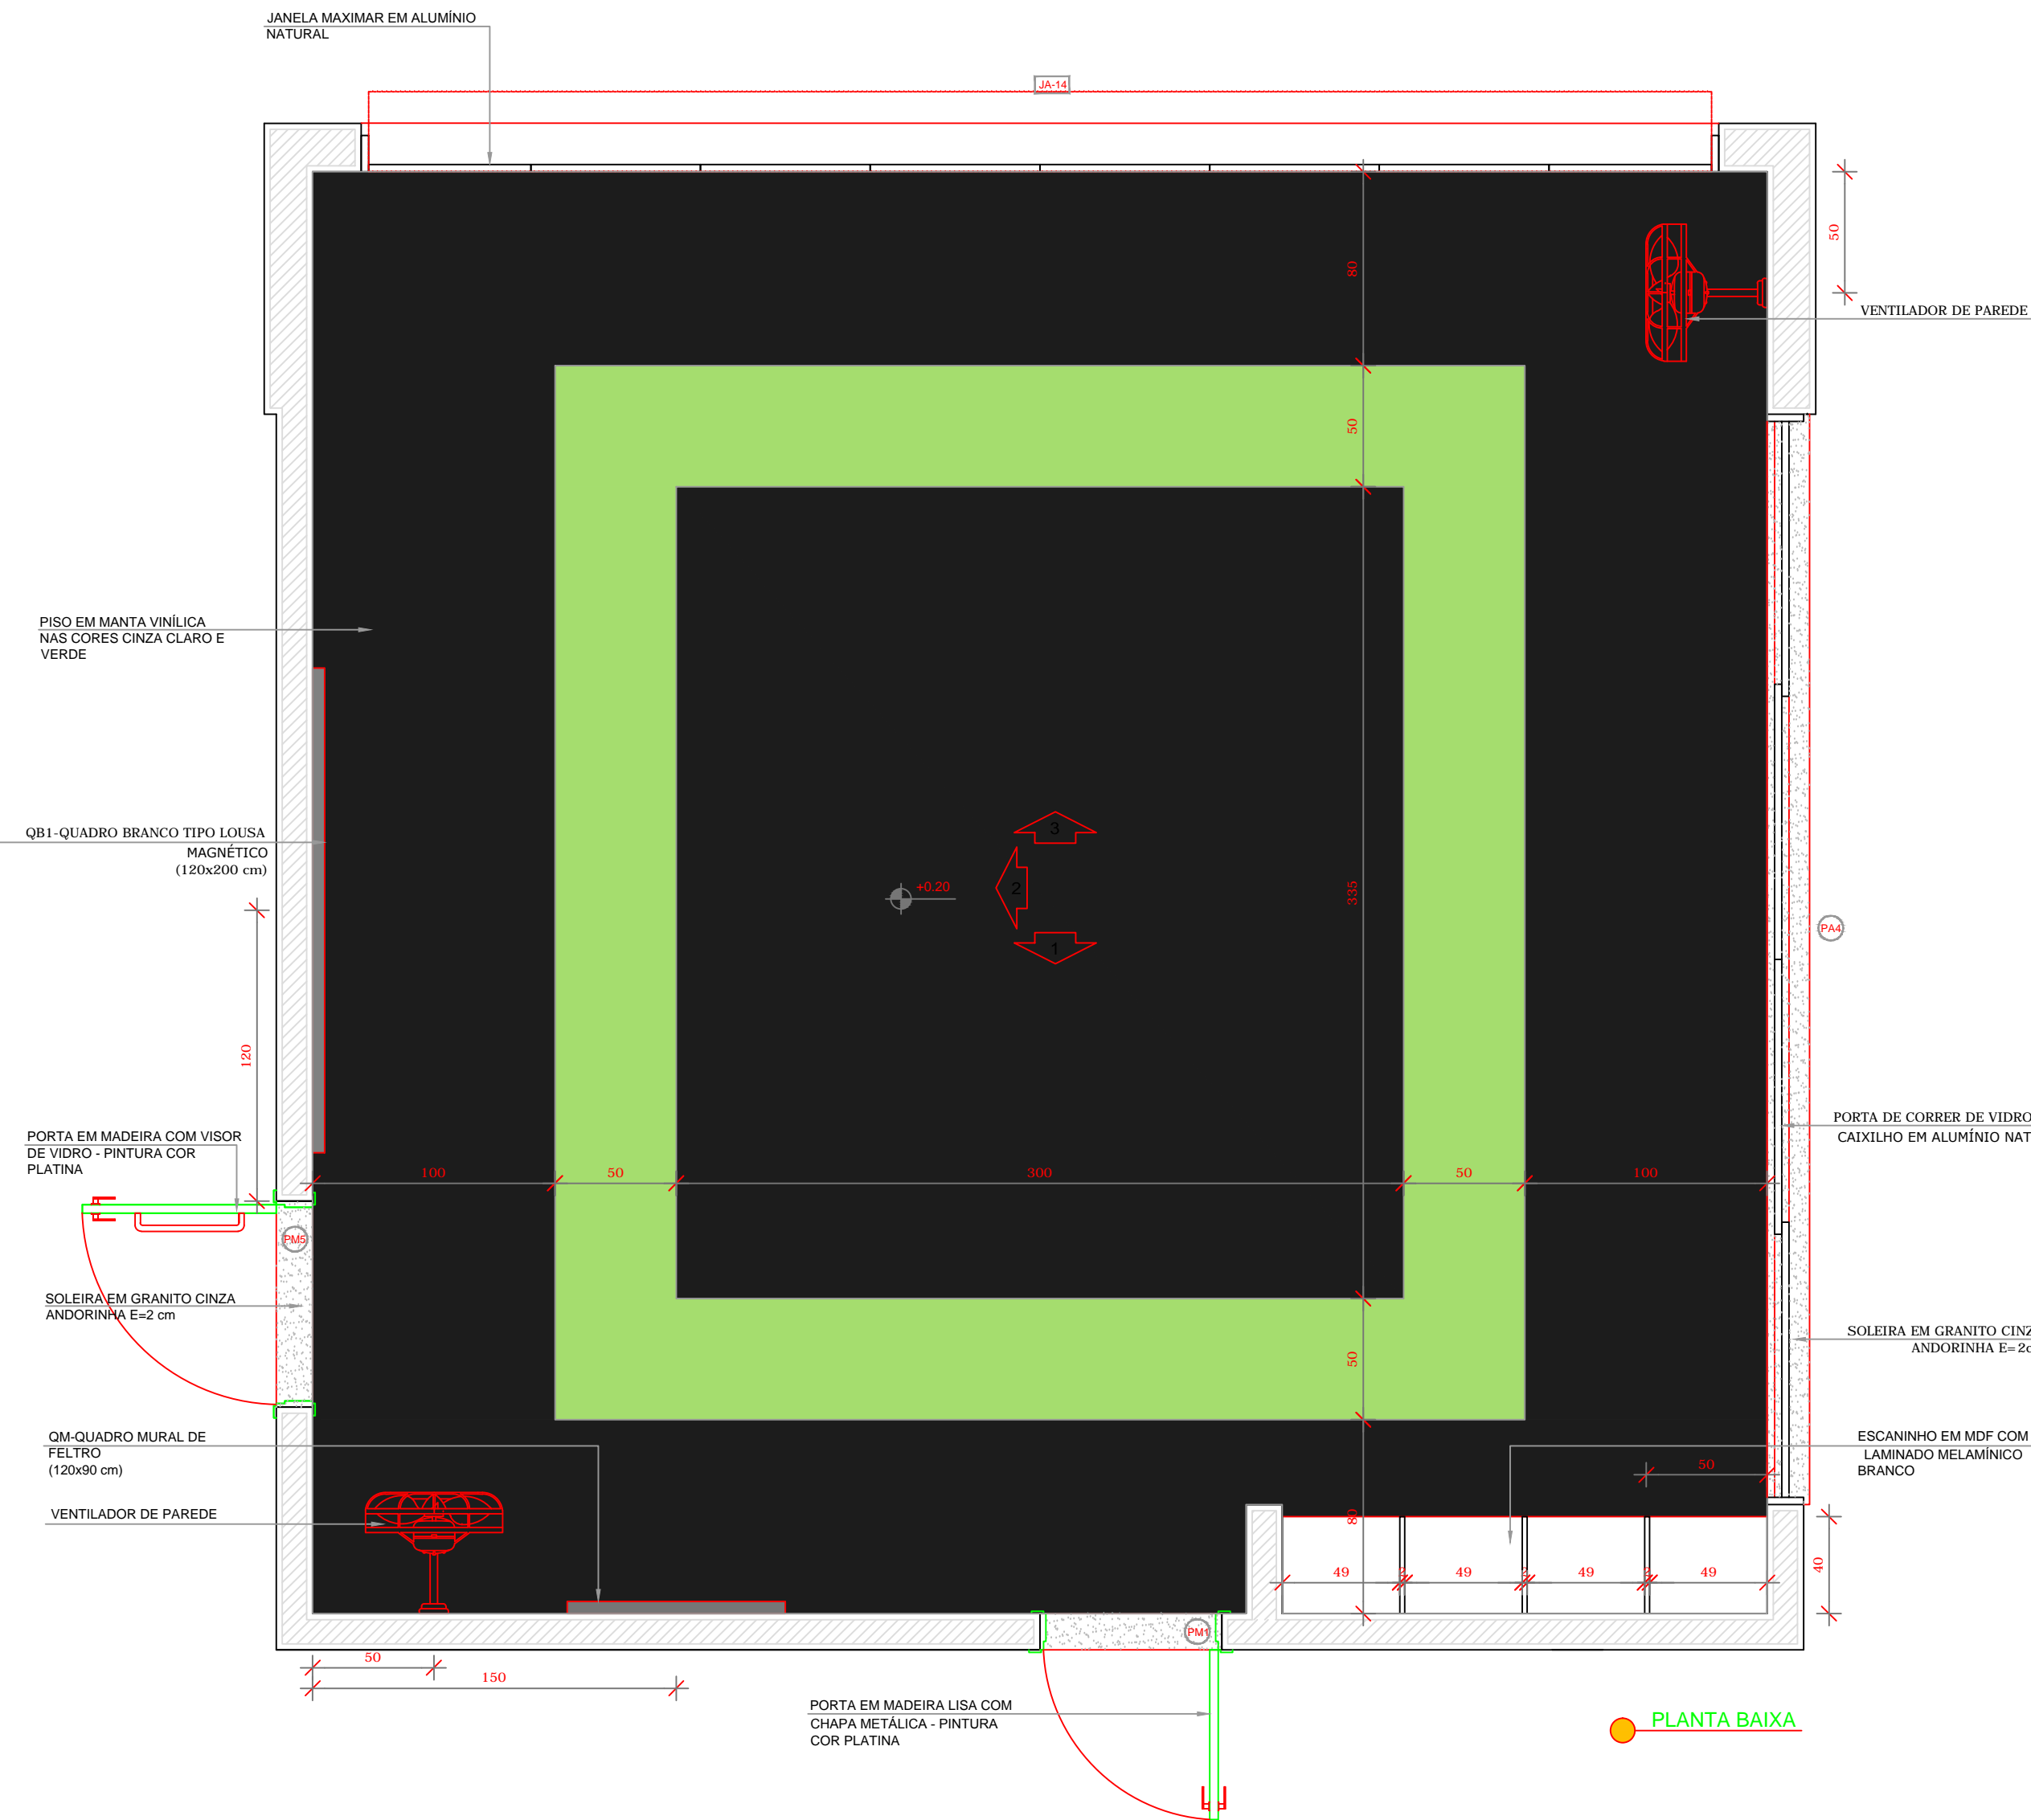 JANELA MAXIMAR EM ALUMÍNIO
NATURAL
JA-14
50
80
VENTILADOR DE PAREDE
50
PISO EM MANTA VINÍLICA
NAS CORES CINZA CLARO E
VERDE
QB1-QUADRO BRANCO TIPO LOUSA
MAGNÉTICO
(120x200 cm)
3
2
1
+0.20
335
PA4
120
PORTA DE CORRER DE VIDRO
CAIXILHO EM ALUMÍNIO NAT
PORTA EM MADEIRA COM VISOR
DE VIDRO - PINTURA COR
PLATINA
100
50
300
50
100
PM5
SOLEIRA EM GRANITO CINZA
ANDORINHA E=2 cm
50
SOLEIRA EM GRANITO CINZ
ANDORINHA E= 2c
QM-QUADRO MURAL DE
FELTRO
(120x90 cm)
ESCANINHO EM MDF COM
LAMINADO MELAMÍNICO
BRANCO
50
VENTILADOR DE PAREDE
80
49
2
49
2
49
2
49
40
PM1
50
150
PORTA EM MADEIRA LISA COM
CHAPA METÁLICA - PINTURA
COR PLATINA
PLANTA BAIXA